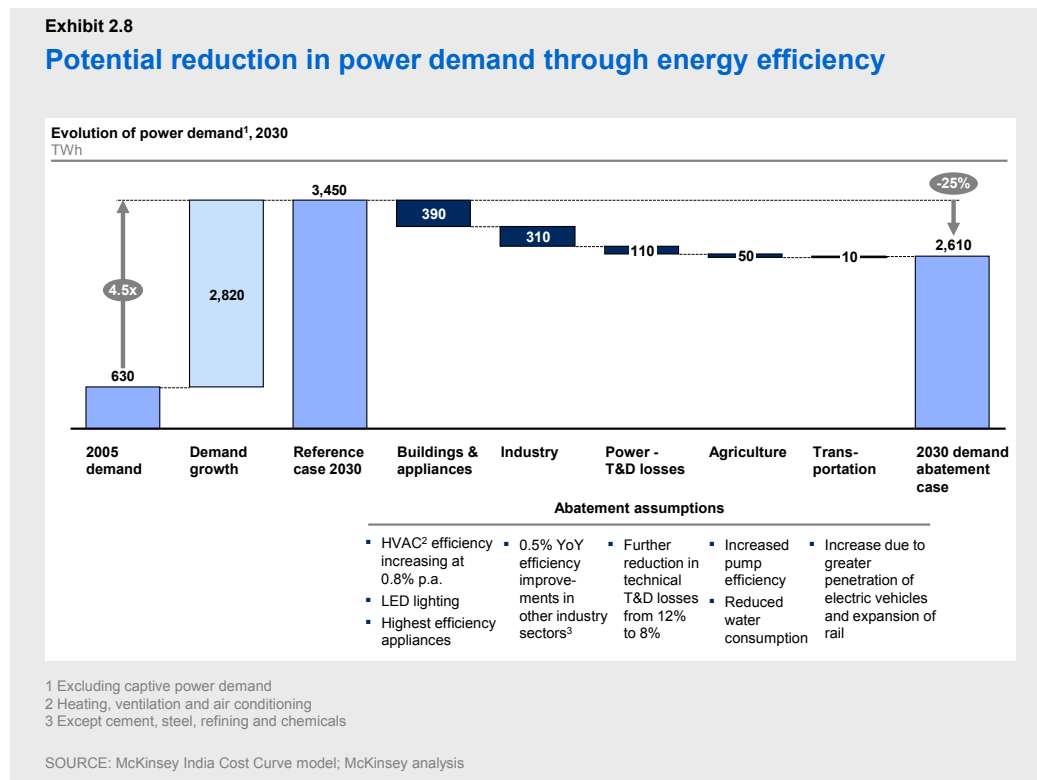 Exhibit 2.8
Potential reduction in power demand through energy efficiency
Evolution of power demand¹, 2030
TWh
4.5x
630
2,820
3,450
390
310
110
50
10
-25%
2,610
2005
demand
Demand
growth
Reference
case 2030
Buildings &
appliances
Industry
Power -
T&D losses
Agriculture
Trans-
portation
2030 demand
abatement
case
Abatement assumptions
▪ HVAC² efficiency
increasing at
0.8% p.a.
▪ LED lighting
▪ Highest efficiency
appliances
▪ 0.5% YoY
efficiency
improve-
ments in
other industry
sectors³
▪ Further
reduction in
technical
T&D losses
from 12%
to 8%
▪ Increased
pump
efficiency
▪ Reduced
water
consumption
▪ Increase due to
greater
penetration of
electric vehicles
and expansion of
rail
1 Excluding captive power demand
2 Heating, ventilation and air conditioning
3 Except cement, steel, refining and chemicals
SOURCE: McKinsey India Cost Curve model; McKinsey analysis